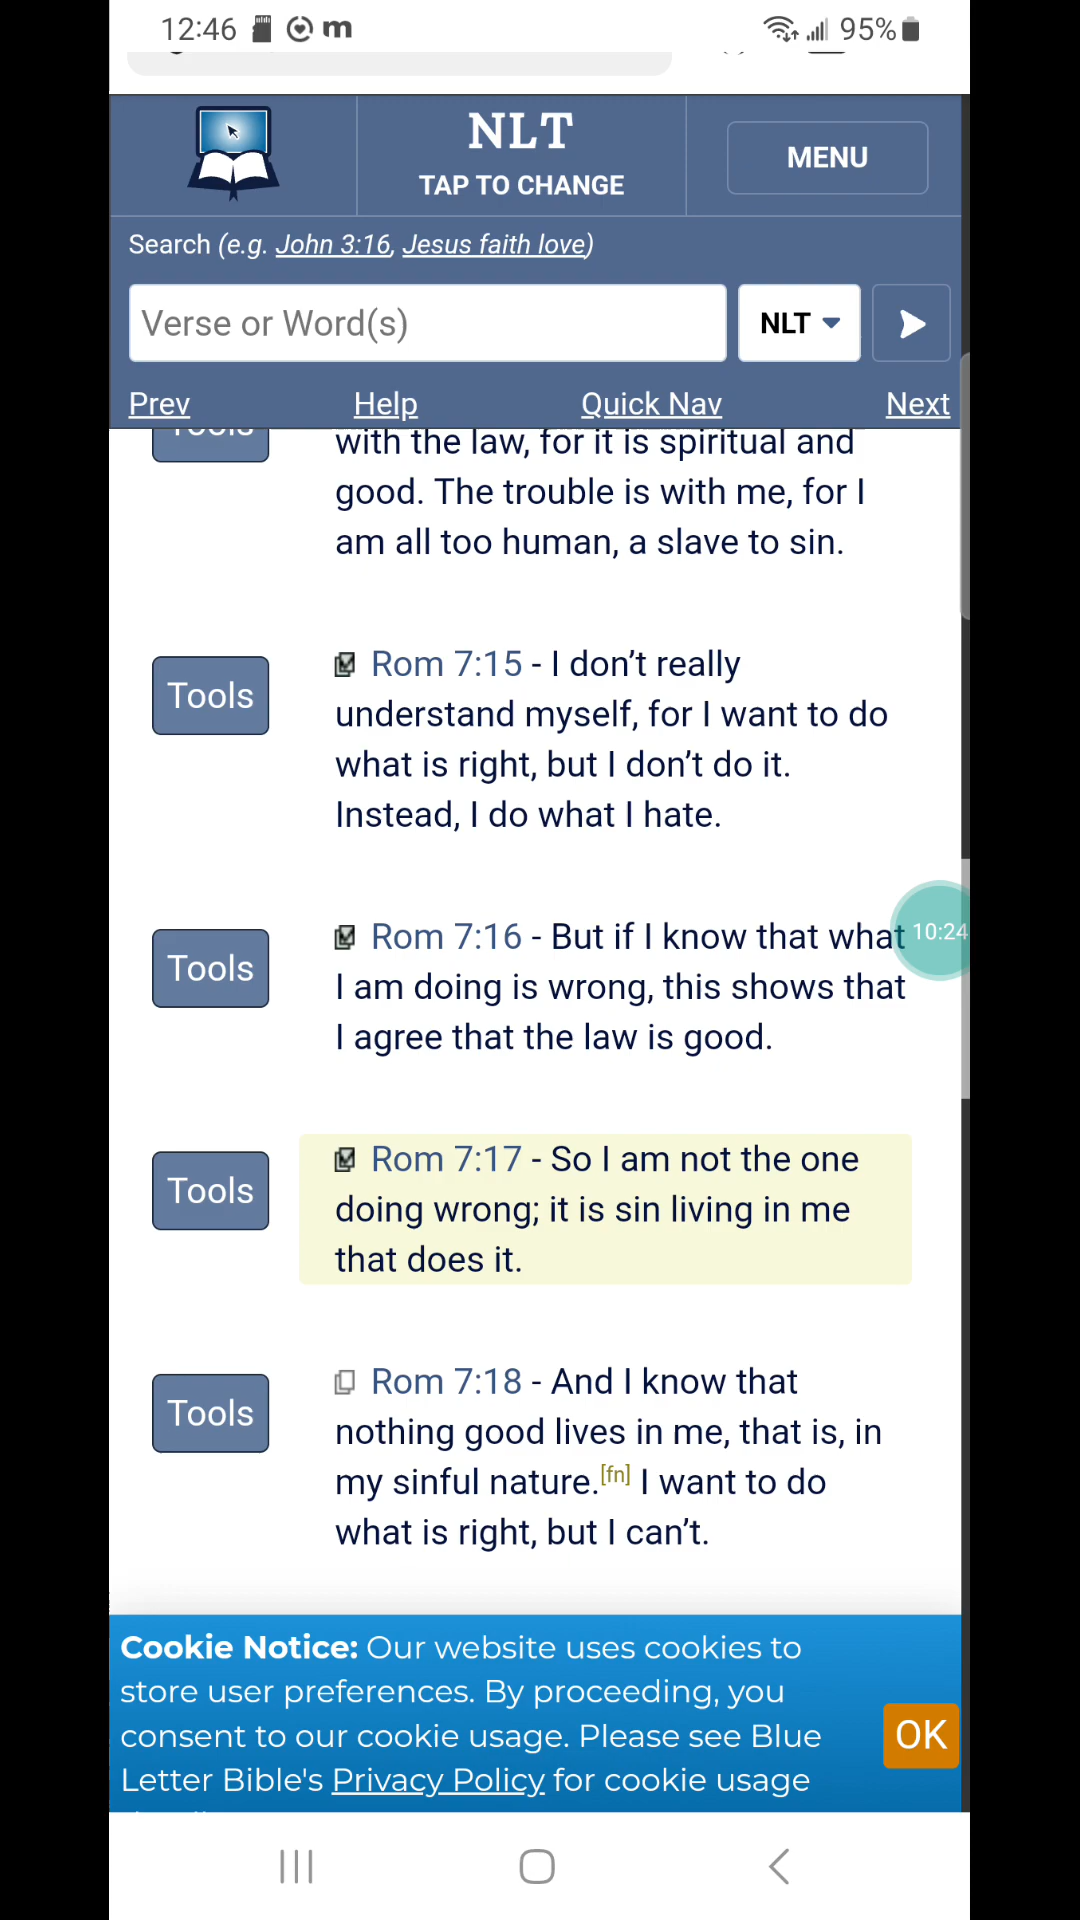 12:46 m 95%
NLT
TAP TO CHANGE
MENU
Search (e.g. John 3:16, Jesus faith love)
Verse or Word(s)
NLT
Prev Help Quick Nav Next
Tools
with the law, for it is spiritual and
good. The trouble is with me, for I
am all too human, a slave to sin.
Tools
Rom 7:15 - I don’t really
understand myself, for I want to do
what is right, but I don’t do it.
Instead, I do what I hate.
Tools
Rom 7:16 - But if I know that what
I am doing is wrong, this shows that
I agree that the law is good.
10:24
Tools
Rom 7:17 - So I am not the one
doing wrong; it is sin living in me
that does it.
Tools
Rom 7:18 - And I know that
nothing good lives in me, that is, in
my sinful nature.[fn] I want to do
what is right, but I can’t.
Cookie Notice: Our website uses cookies to
store user preferences. By proceeding, you
consent to our cookie usage. Please see Blue
Letter Bible's Privacy Policy for cookie usage
OK